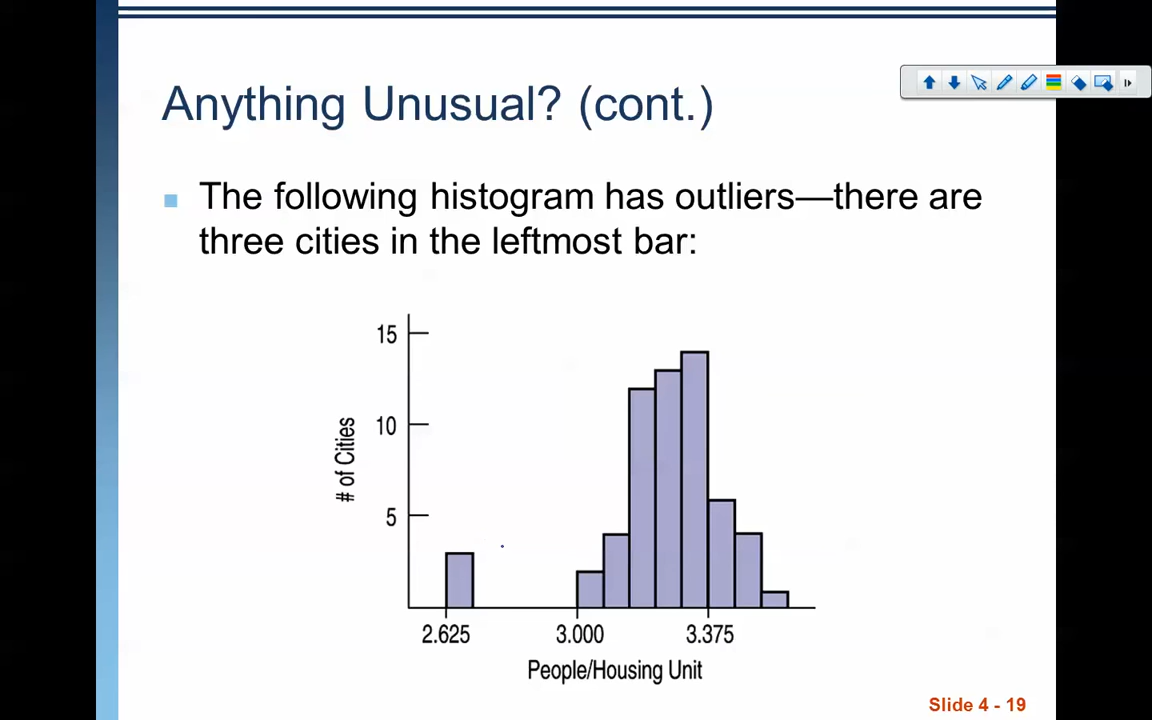 Anything Unusual? (cont.)
The following histogram has outliers—there are
three cities in the leftmost bar:
15
10
5
# of Cities
2.625 3.000 3.375
People/Housing Unit
Slide 4 - 19